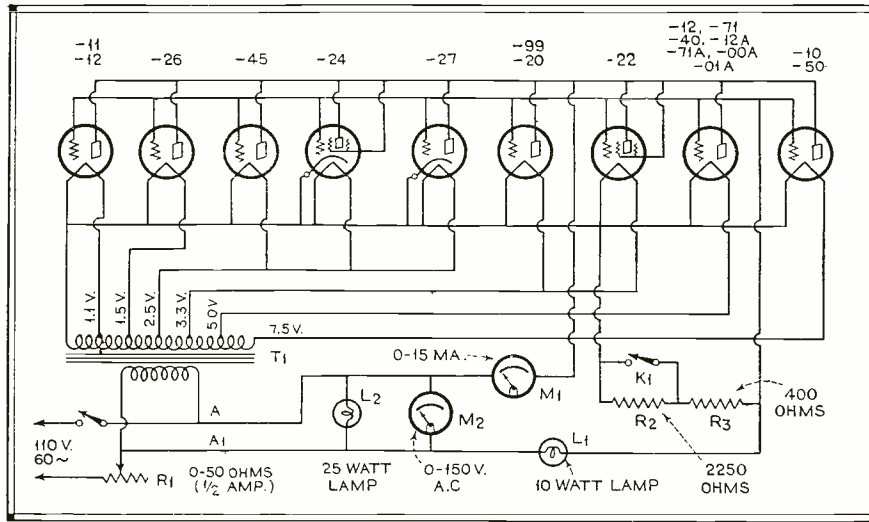 -11
-12
-26
-45
-24
-27
-99
-20
-22
-12, -71
-40, -12A
-71A, -00A
-01A
-10
-50
1.1 V.
1.5 V.
2.5 V.
3.3 V.
5.0 V
7.5 V.
T1
0-15 MA.
M1
K1
400
OHMS
A
L2
M2
R2
R3
110 V.
60~
A1
L1
R1
0-50 OHMS
(1/2 AMP.)
25 WATT
LAMP
0-150 V.
A.C
10 WATT LAMP
2250
OHMS